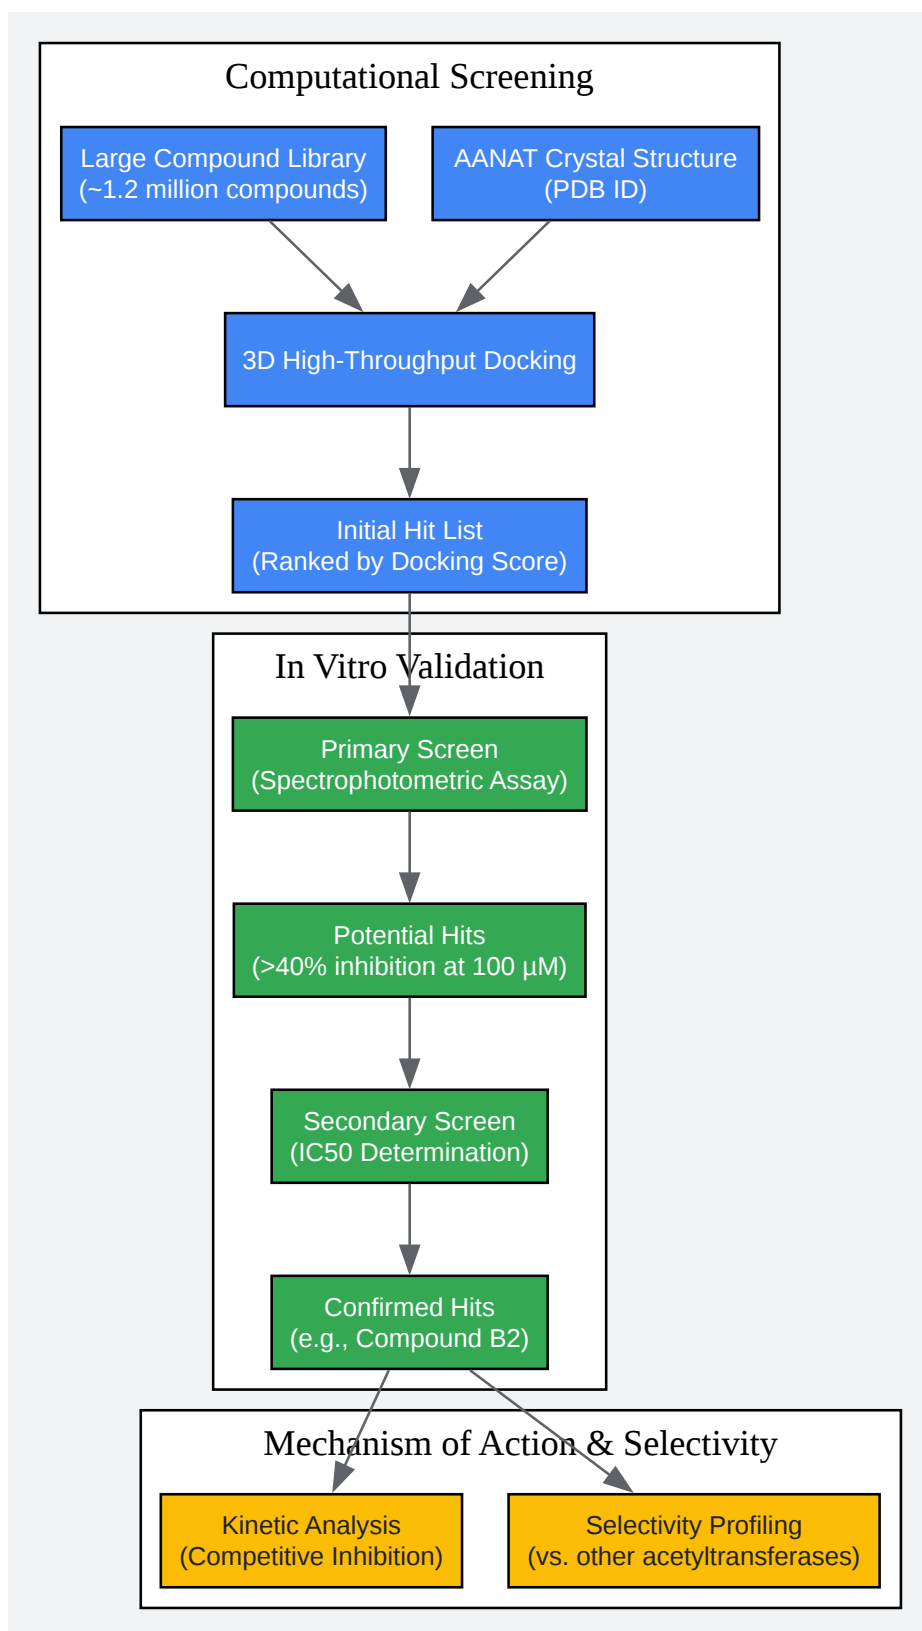 Computational Screening
Large Compound Library
(~1.2 million compounds)
AANAT Crystal Structure
(PDB ID)
3D High-Throughput Docking
Initial Hit List
(Ranked by Docking Score)
In Vitro Validation
Primary Screen
(Spectrophotometric Assay)
Potential Hits
(>40% inhibition at 100 µM)
Secondary Screen
(IC50 Determination)
Confirmed Hits
(e.g., Compound B2)
Mechanism of Action & Selectivity
Kinetic Analysis
(Competitive Inhibition)
Selectivity Profiling
(vs. other acetyltransferases)